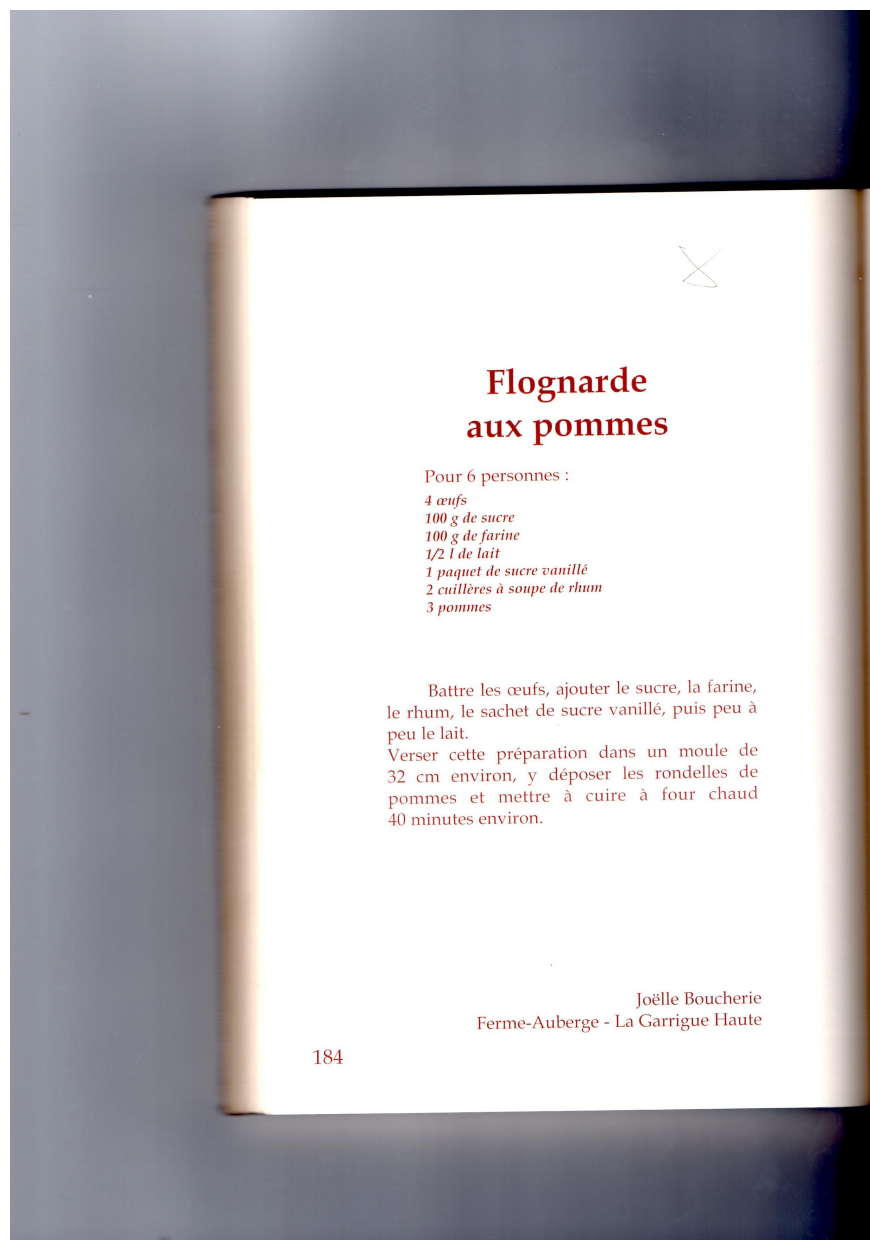 Flognarde
aux pommes
Pour 6 personnes :
4 œufs
100 g de sucre
100 g de farine
1/2 l de lait
1 paquet de sucre vanillé
2 cuillères à soupe de rhum
3 pommes
Battre les œufs, ajouter le sucre, la farine,
le rhum, le sachet de sucre vanillé, puis peu à
peu le lait.
Verser cette préparation dans un moule de
32 cm environ, y déposer les rondelles de
pommes et mettre à cuire à four chaud
40 minutes environ.
Joëlle Boucherie
Ferme-Auberge - La Garrigue Haute
184